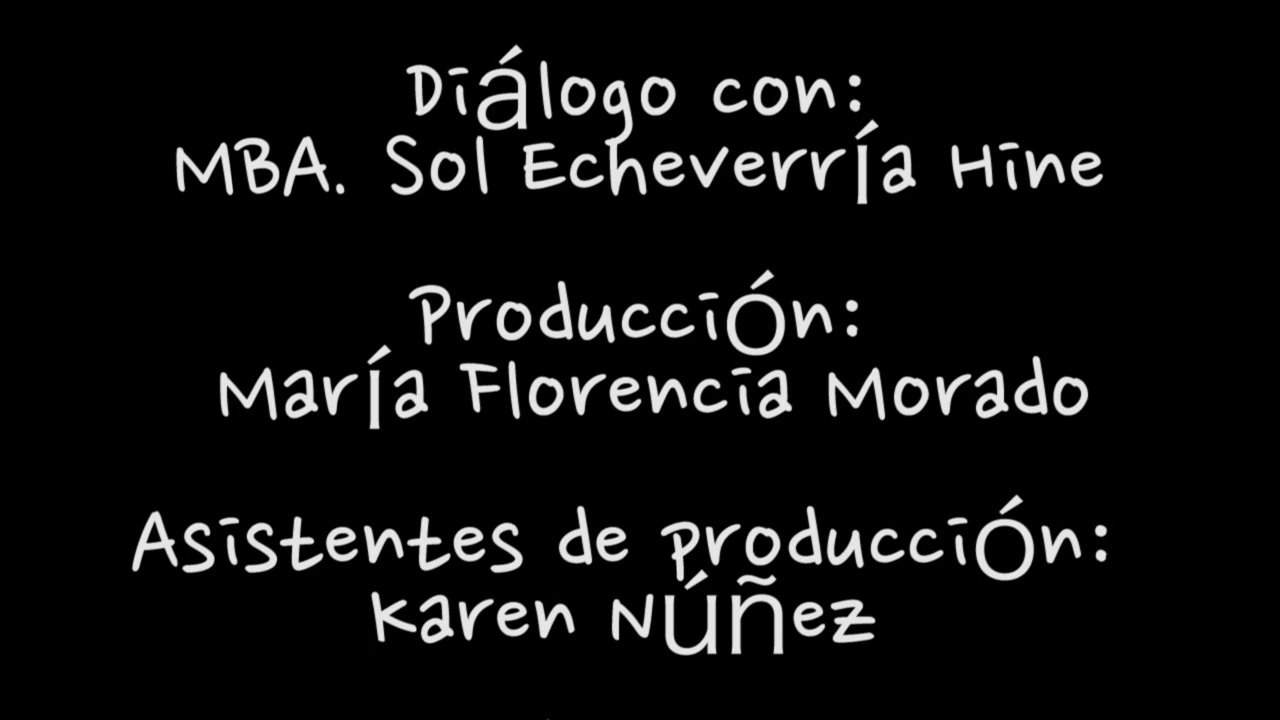 Diálogo con:
MBA. Sol Echeverría Hine
Producción:
María Florencia Morado
Asistentes de producción:
Karen Núñez